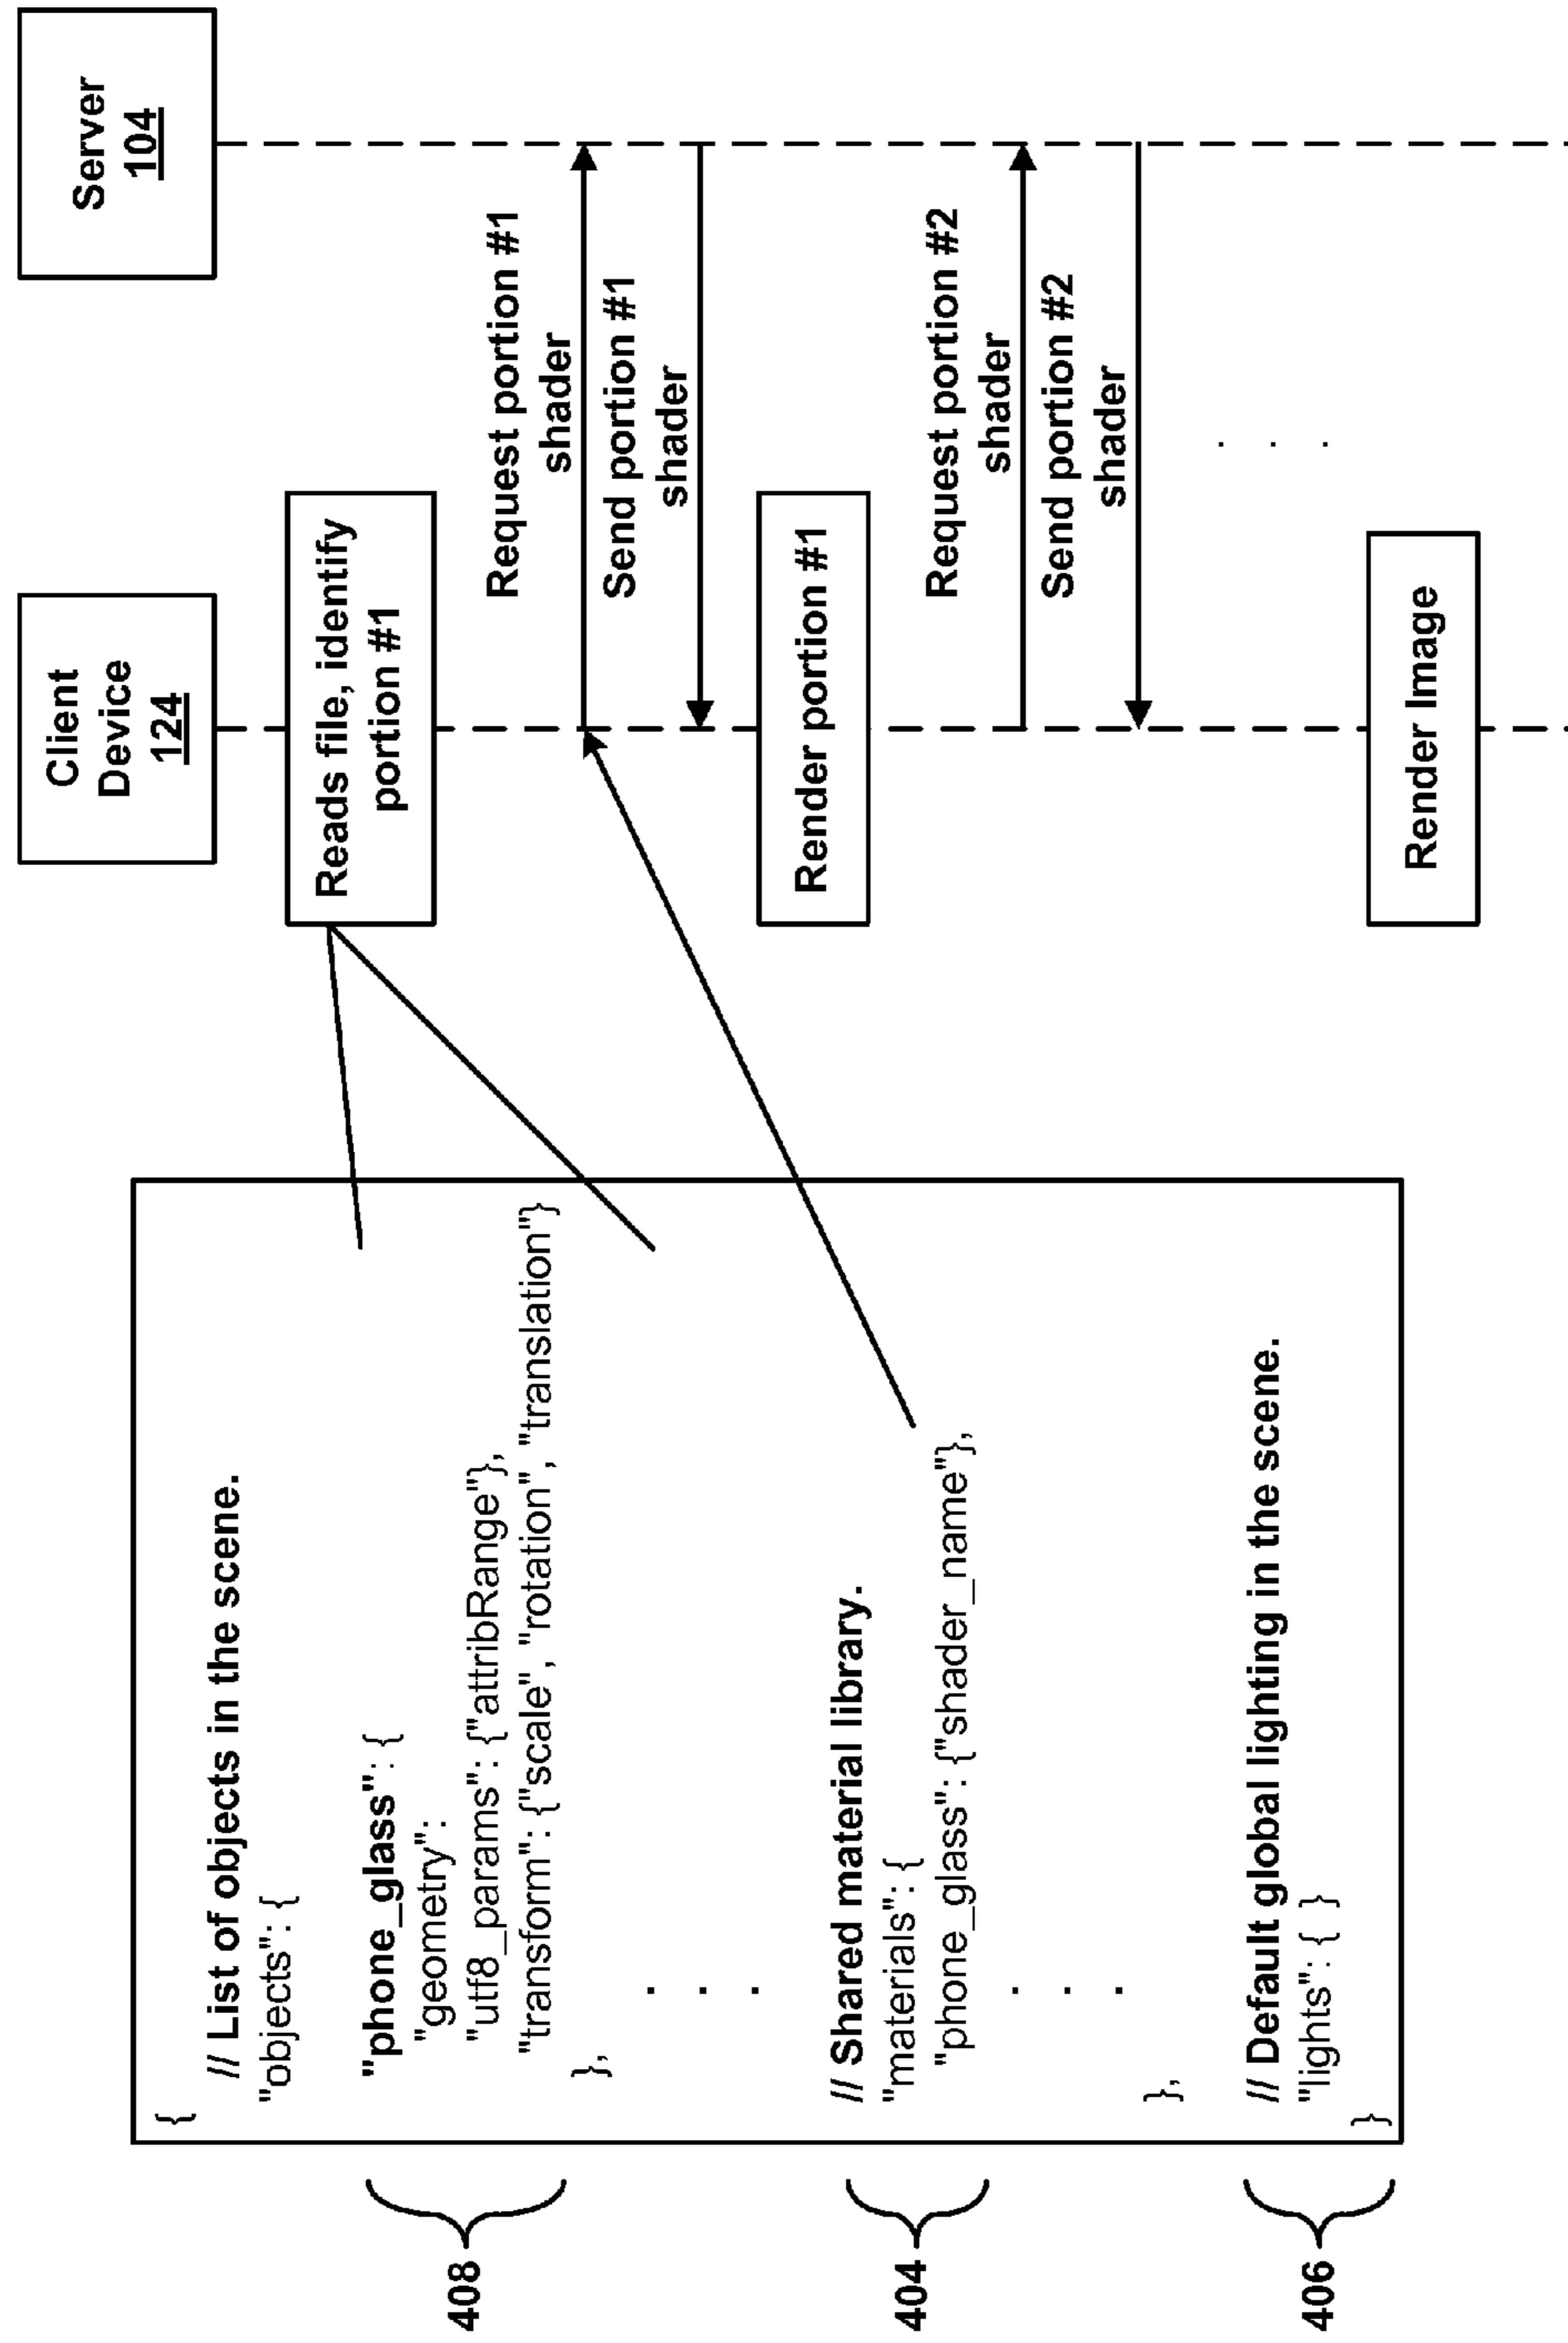 {
// List of objects in the scene.
"objects": {
"phone_glass": {
"geometry":
"utf8_params": {"attribRange"},
"transform": {"scale", "rotation", "translation"}
},
. . .
// Shared material library.
"materials": {
"phone_glass": {"shader_name"},
. . .
},
// Default global lighting in the scene.
"lights": { }
}
408
404
406
Client
Device
124
Server
104
Reads file, identify
portion #1
Request portion #1
shader
Send portion #1
shader
Render portion #1
Request portion #2
shader
Send portion #2
shader
. . .
Render Image